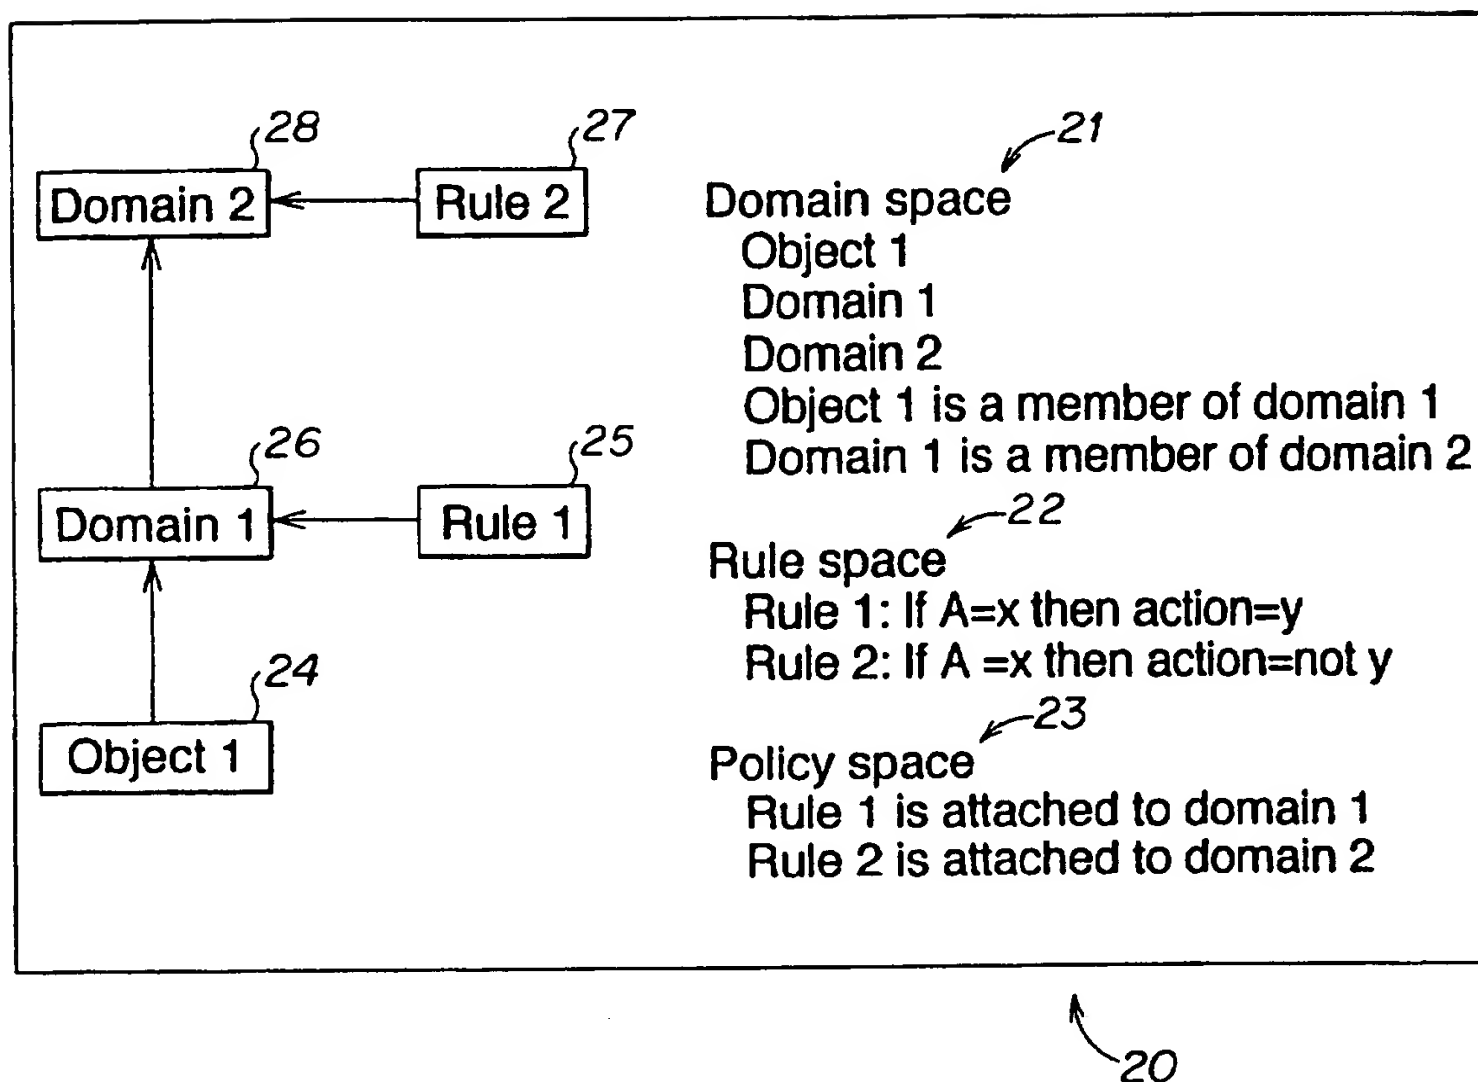 28
27
Domain 2
Rule 2
26
25
Domain 1
Rule 1
24
Object 1
21
Domain space
Object 1
Domain 1
Domain 2
Object 1 is a member of domain 1
Domain 1 is a member of domain 2
22
Rule space
Rule 1: If A=x then action=y
Rule 2: If A =x then action=not y
23
Policy space
Rule 1 is attached to domain 1
Rule 2 is attached to domain 2
20